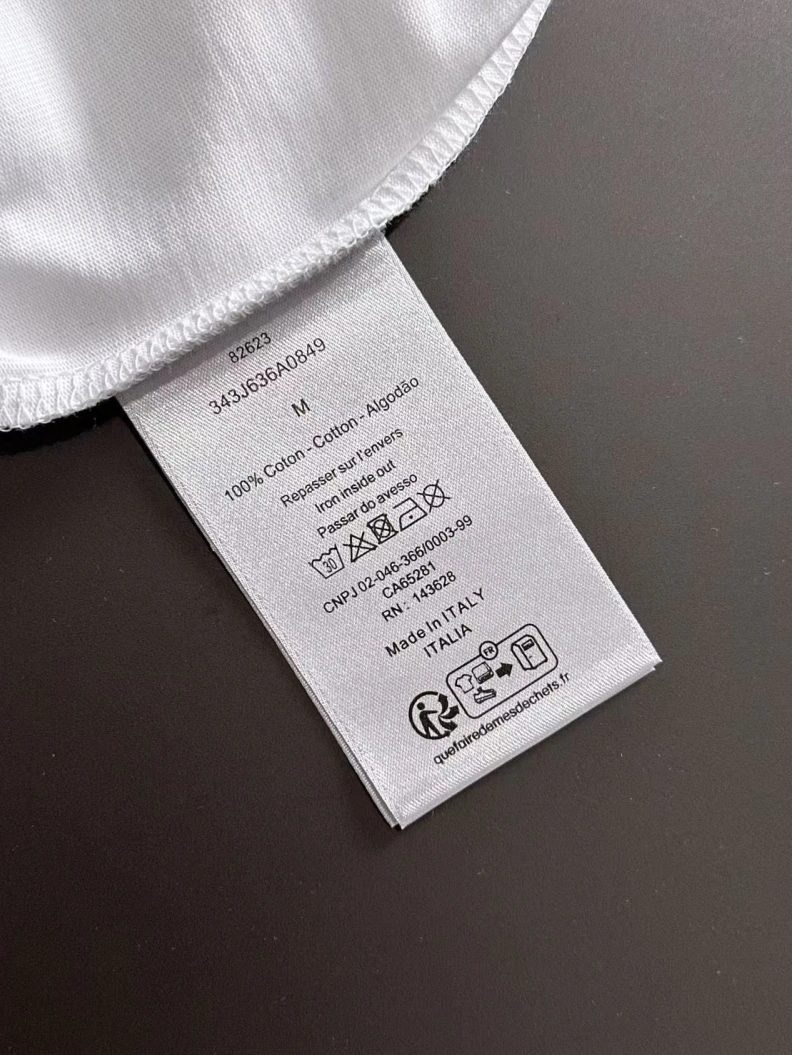 82623
343J636A0849
M
100% Coton - Cotton - Algodão
Repasser sur l'envers
Iron inside out
Passar do avesso
30
CNPJ 02-046-366/0003-99
CA65281
RN : 143628
Made In ITALY
ITALIA
FR
quefairedemesdechets.fr